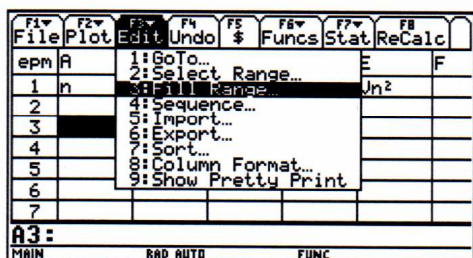 F1▾ F2▾ F3▾ F4 F5 F6▾ F7▾ F8
File Plot Edit Undo $ Funcs Stat ReCalc
epm A E F
1 n √n²
2
3
4
5
6
7
1:GoTo…
2:Select Range…
3:Fill Range…
4:Sequence…
5:Import…
6:Export…
7:Sort…
8:Column Format…
9:Show Pretty Print
A3:
MAIN RAD AUTO FUNC